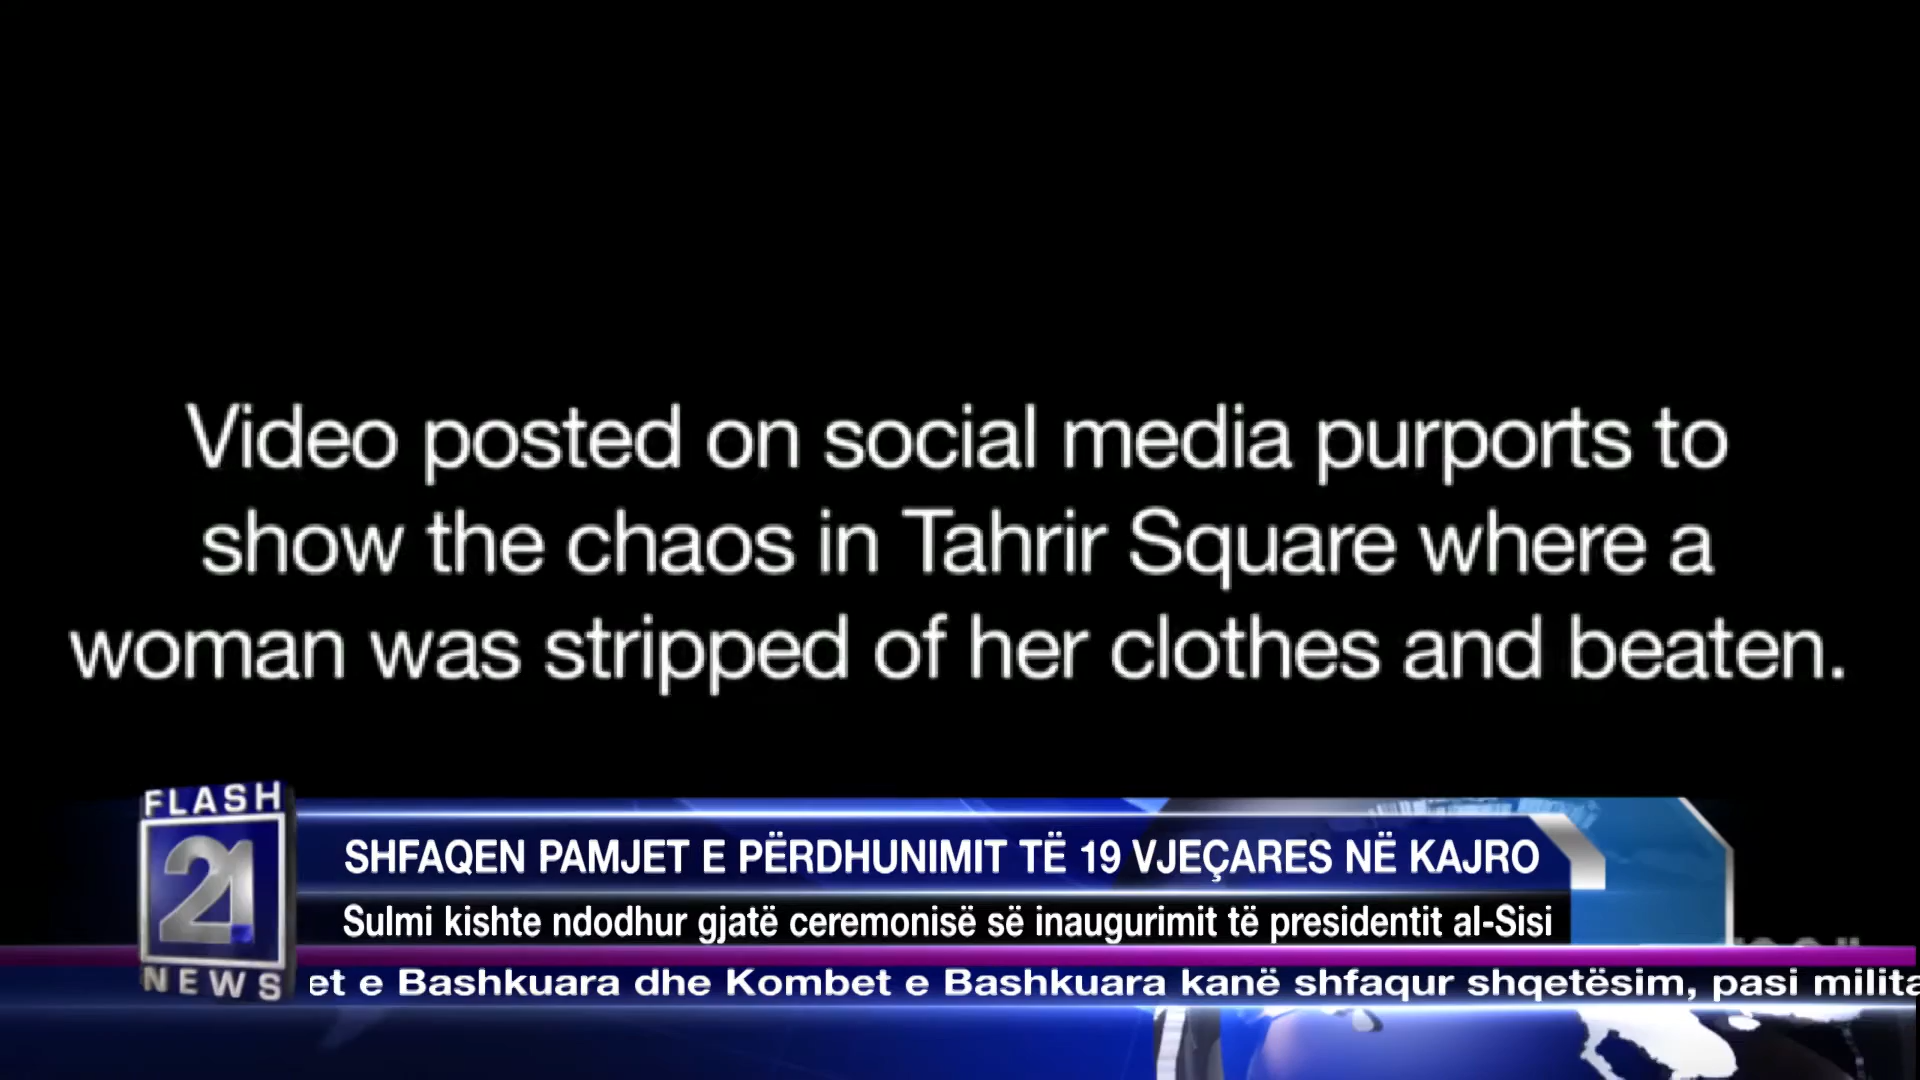 Video posted on social media purports to
show the chaos in Tahrir Square where a
woman was stripped of her clothes and beaten.
FLASH
21
NEWS
SHFAQEN PAMJET E PËRDHUNIMIT TË 19 VJEÇARES NË KAJRO
Sulmi kishte ndodhur gjatë ceremonisë së inaugurimit të presidentit al-Sisi
et e Bashkuara dhe Kombet e Bashkuara kanë shfaqur shqetësim, pasi milita